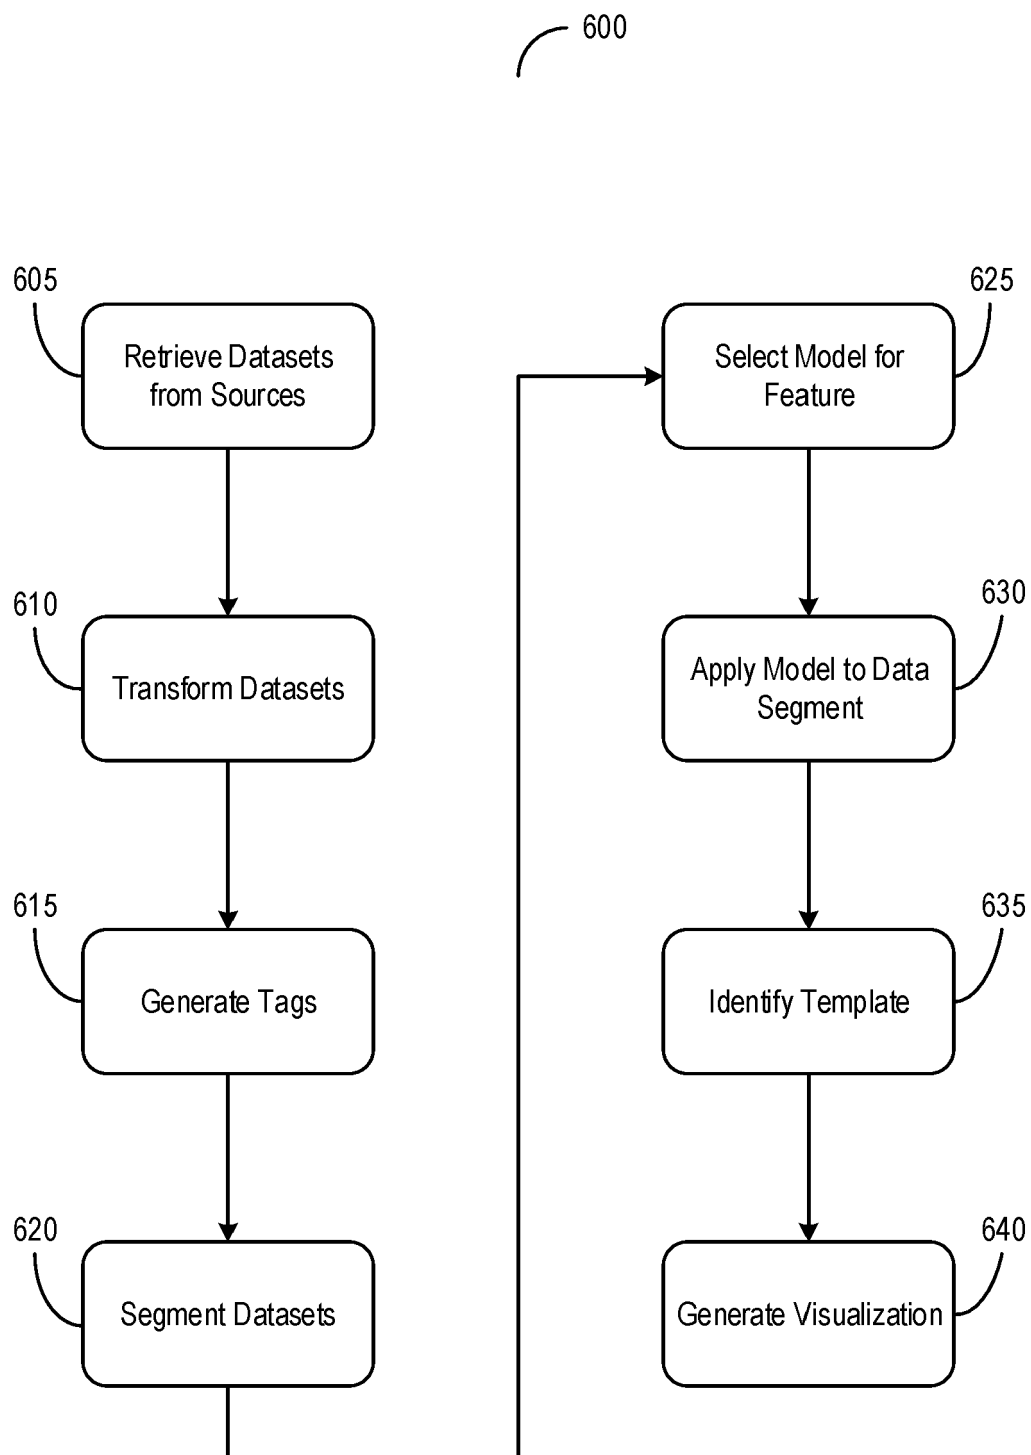 600
605
Retrieve Datasets
from Sources
610
Transform Datasets
615
Generate Tags
620
Segment Datasets
625
Select Model for
Feature
630
Apply Model to Data
Segment
635
Identify Template
640
Generate Visualization